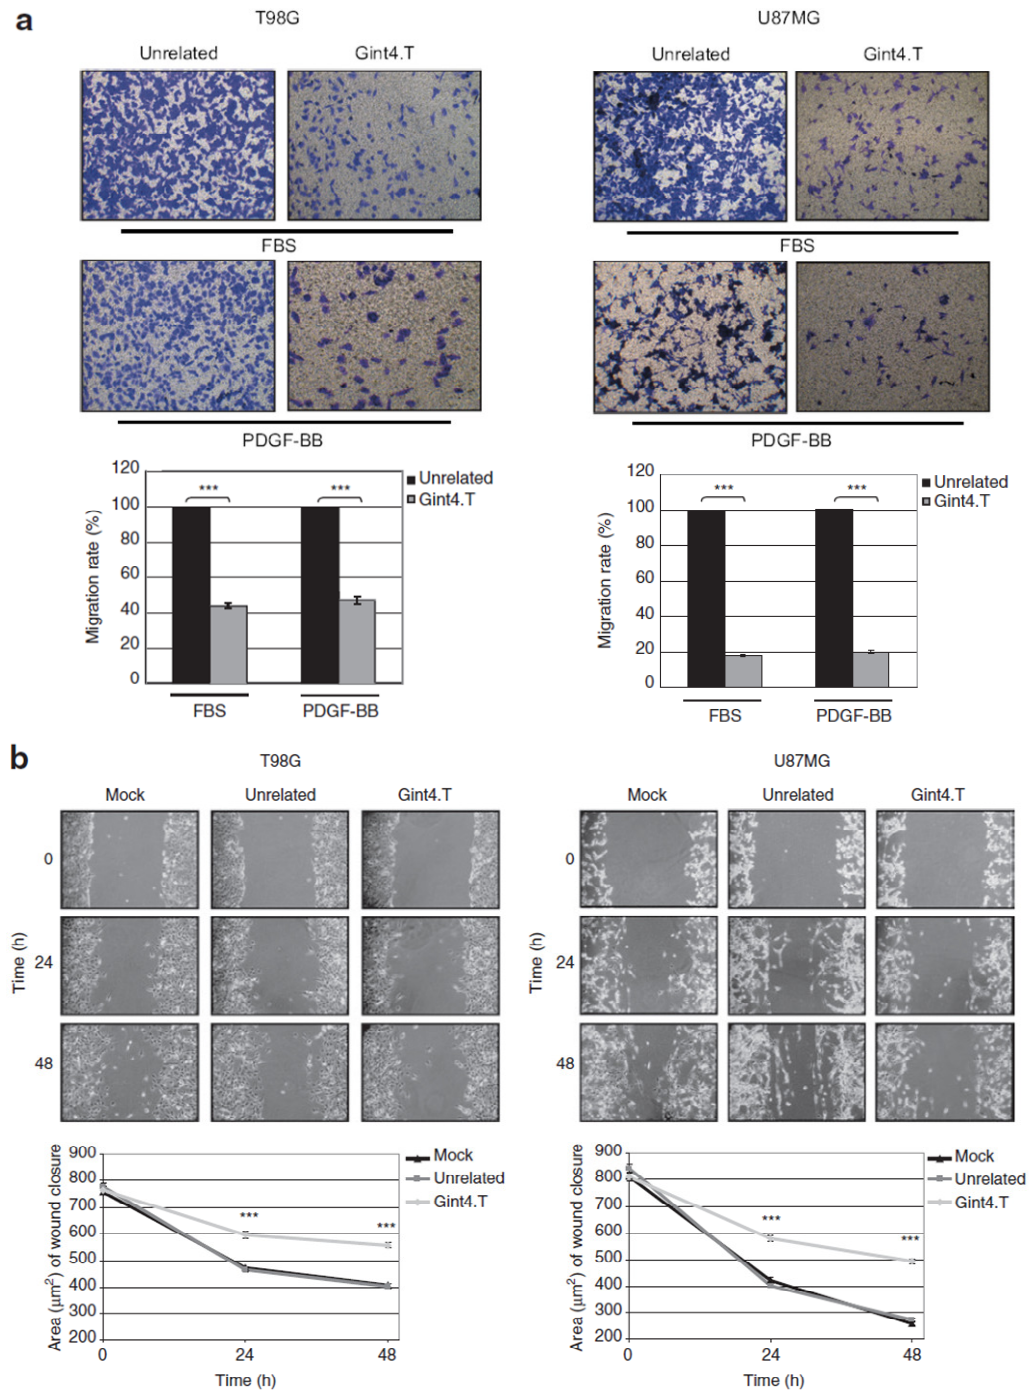 a
T98G
U87MG
Unrelated
Gint4.T
Unrelated
Gint4.T
FBS
FBS
PDGF-BB
PDGF-BB
Migration rate (%)
120
100
80
60
40
20
0
***
***
Unrelated
Gint4.T
FBS
PDGF-BB
Migration rate (%)
120
100
80
60
40
20
0
***
***
Unrelated
Gint4.T
FBS
PDGF-BB
b
T98G
U87MG
Mock
Unrelated
Gint4.T
Mock
Unrelated
Gint4.T
Time (h)
0
24
48
Time (h)
0
24
48
Area (μm²) of wound closure
900
800
700
600
500
400
300
200
***
***
Mock
Unrelated
Gint4.T
0
24
48
Time (h)
Area (μm²) of wound closure
900
800
700
600
500
400
300
200
***
***
Mock
Unrelated
Gint4.T
0
24
48
Time (h)